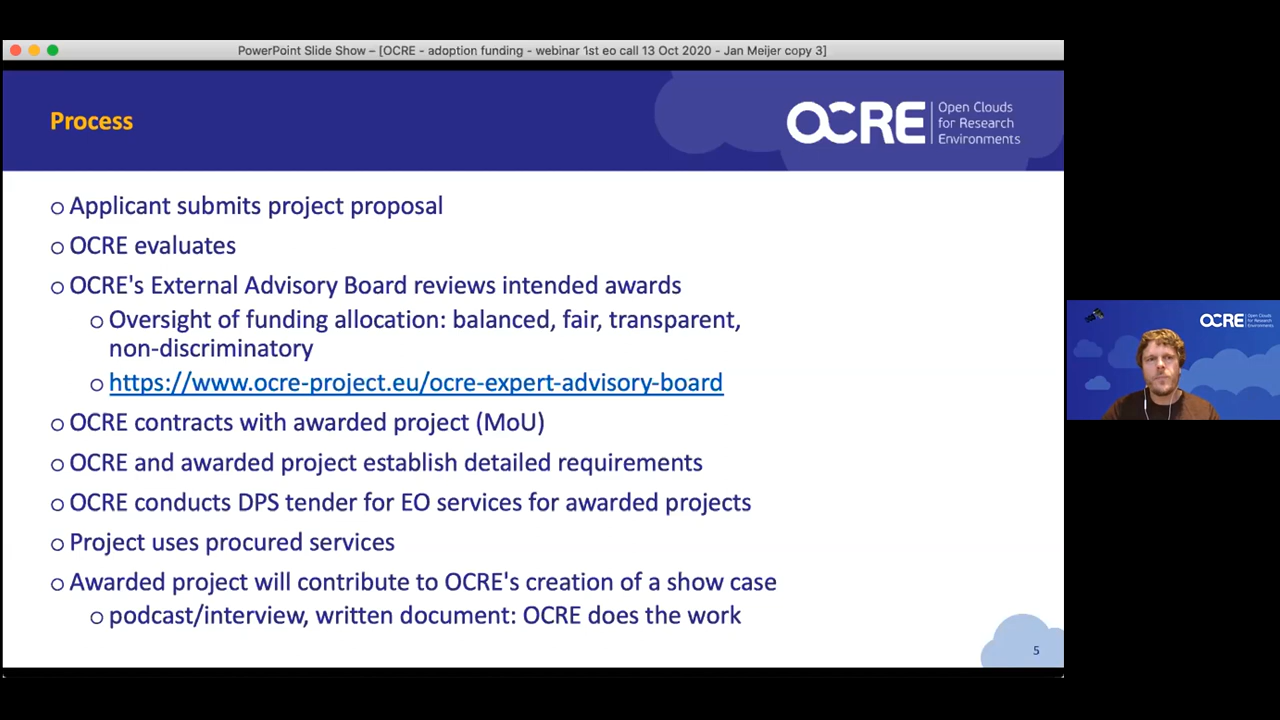 PowerPoint Slide Show – [OCRE - adoption funding - webinar 1st eo call 13 Oct 2020 - Jan Meijer copy 3]
Process
OCRE
Open Clouds
for Research
Environments
Applicant submits project proposal
OCRE evaluates
OCRE's External Advisory Board reviews intended awards
Oversight of funding allocation: balanced, fair, transparent,
non-discriminatory
https://www.ocre-project.eu/ocre-expert-advisory-board
OCRE contracts with awarded project (MoU)
OCRE and awarded project establish detailed requirements
OCRE conducts DPS tender for EO services for awarded projects
Project uses procured services
Awarded project will contribute to OCRE's creation of a show case
podcast/interview, written document: OCRE does the work
5
OCRE
Open Clouds
for Research
Environments